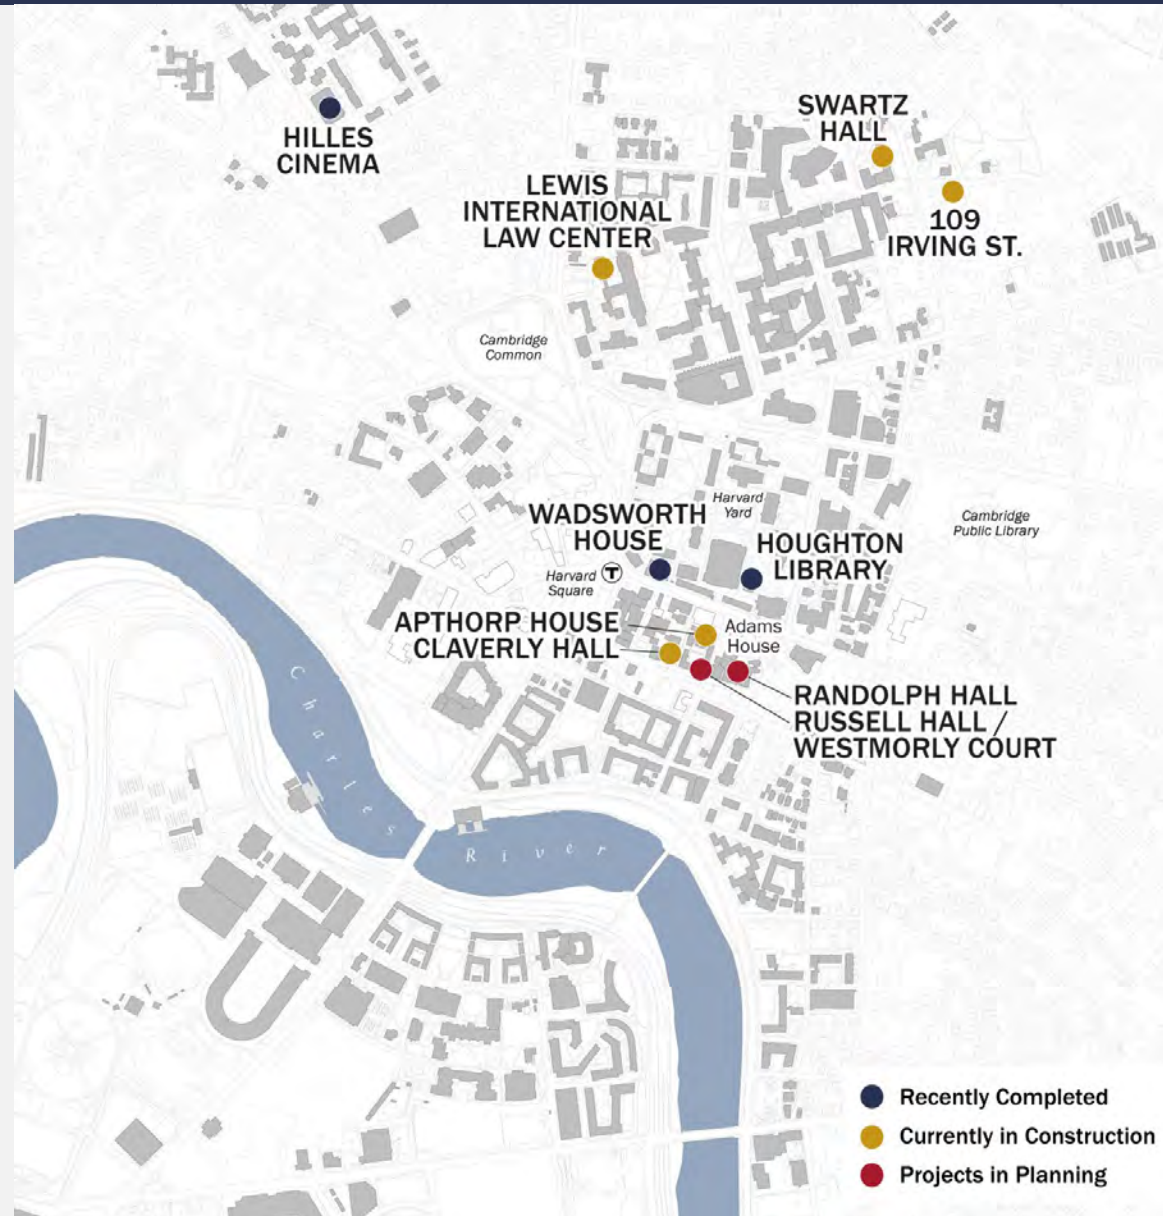 SWARTZ
HALL
HILLES
CINEMA
LEWIS
INTERNATIONAL
LAW CENTER
109
IRVING ST.
Cambridge
Common
Harvard
Yard
WADSWORTH
HOUSE
Cambridge
Public Library
HOUGHTON
LIBRARY
Harvard
Square
T
APTHORP HOUSE
CLAVERLY HALL
Adams
House
RANDOLPH HALL
RUSSELL HALL /
WESTMORLY COURT
Charles
River
Recently Completed
Currently in Construction
Projects in Planning